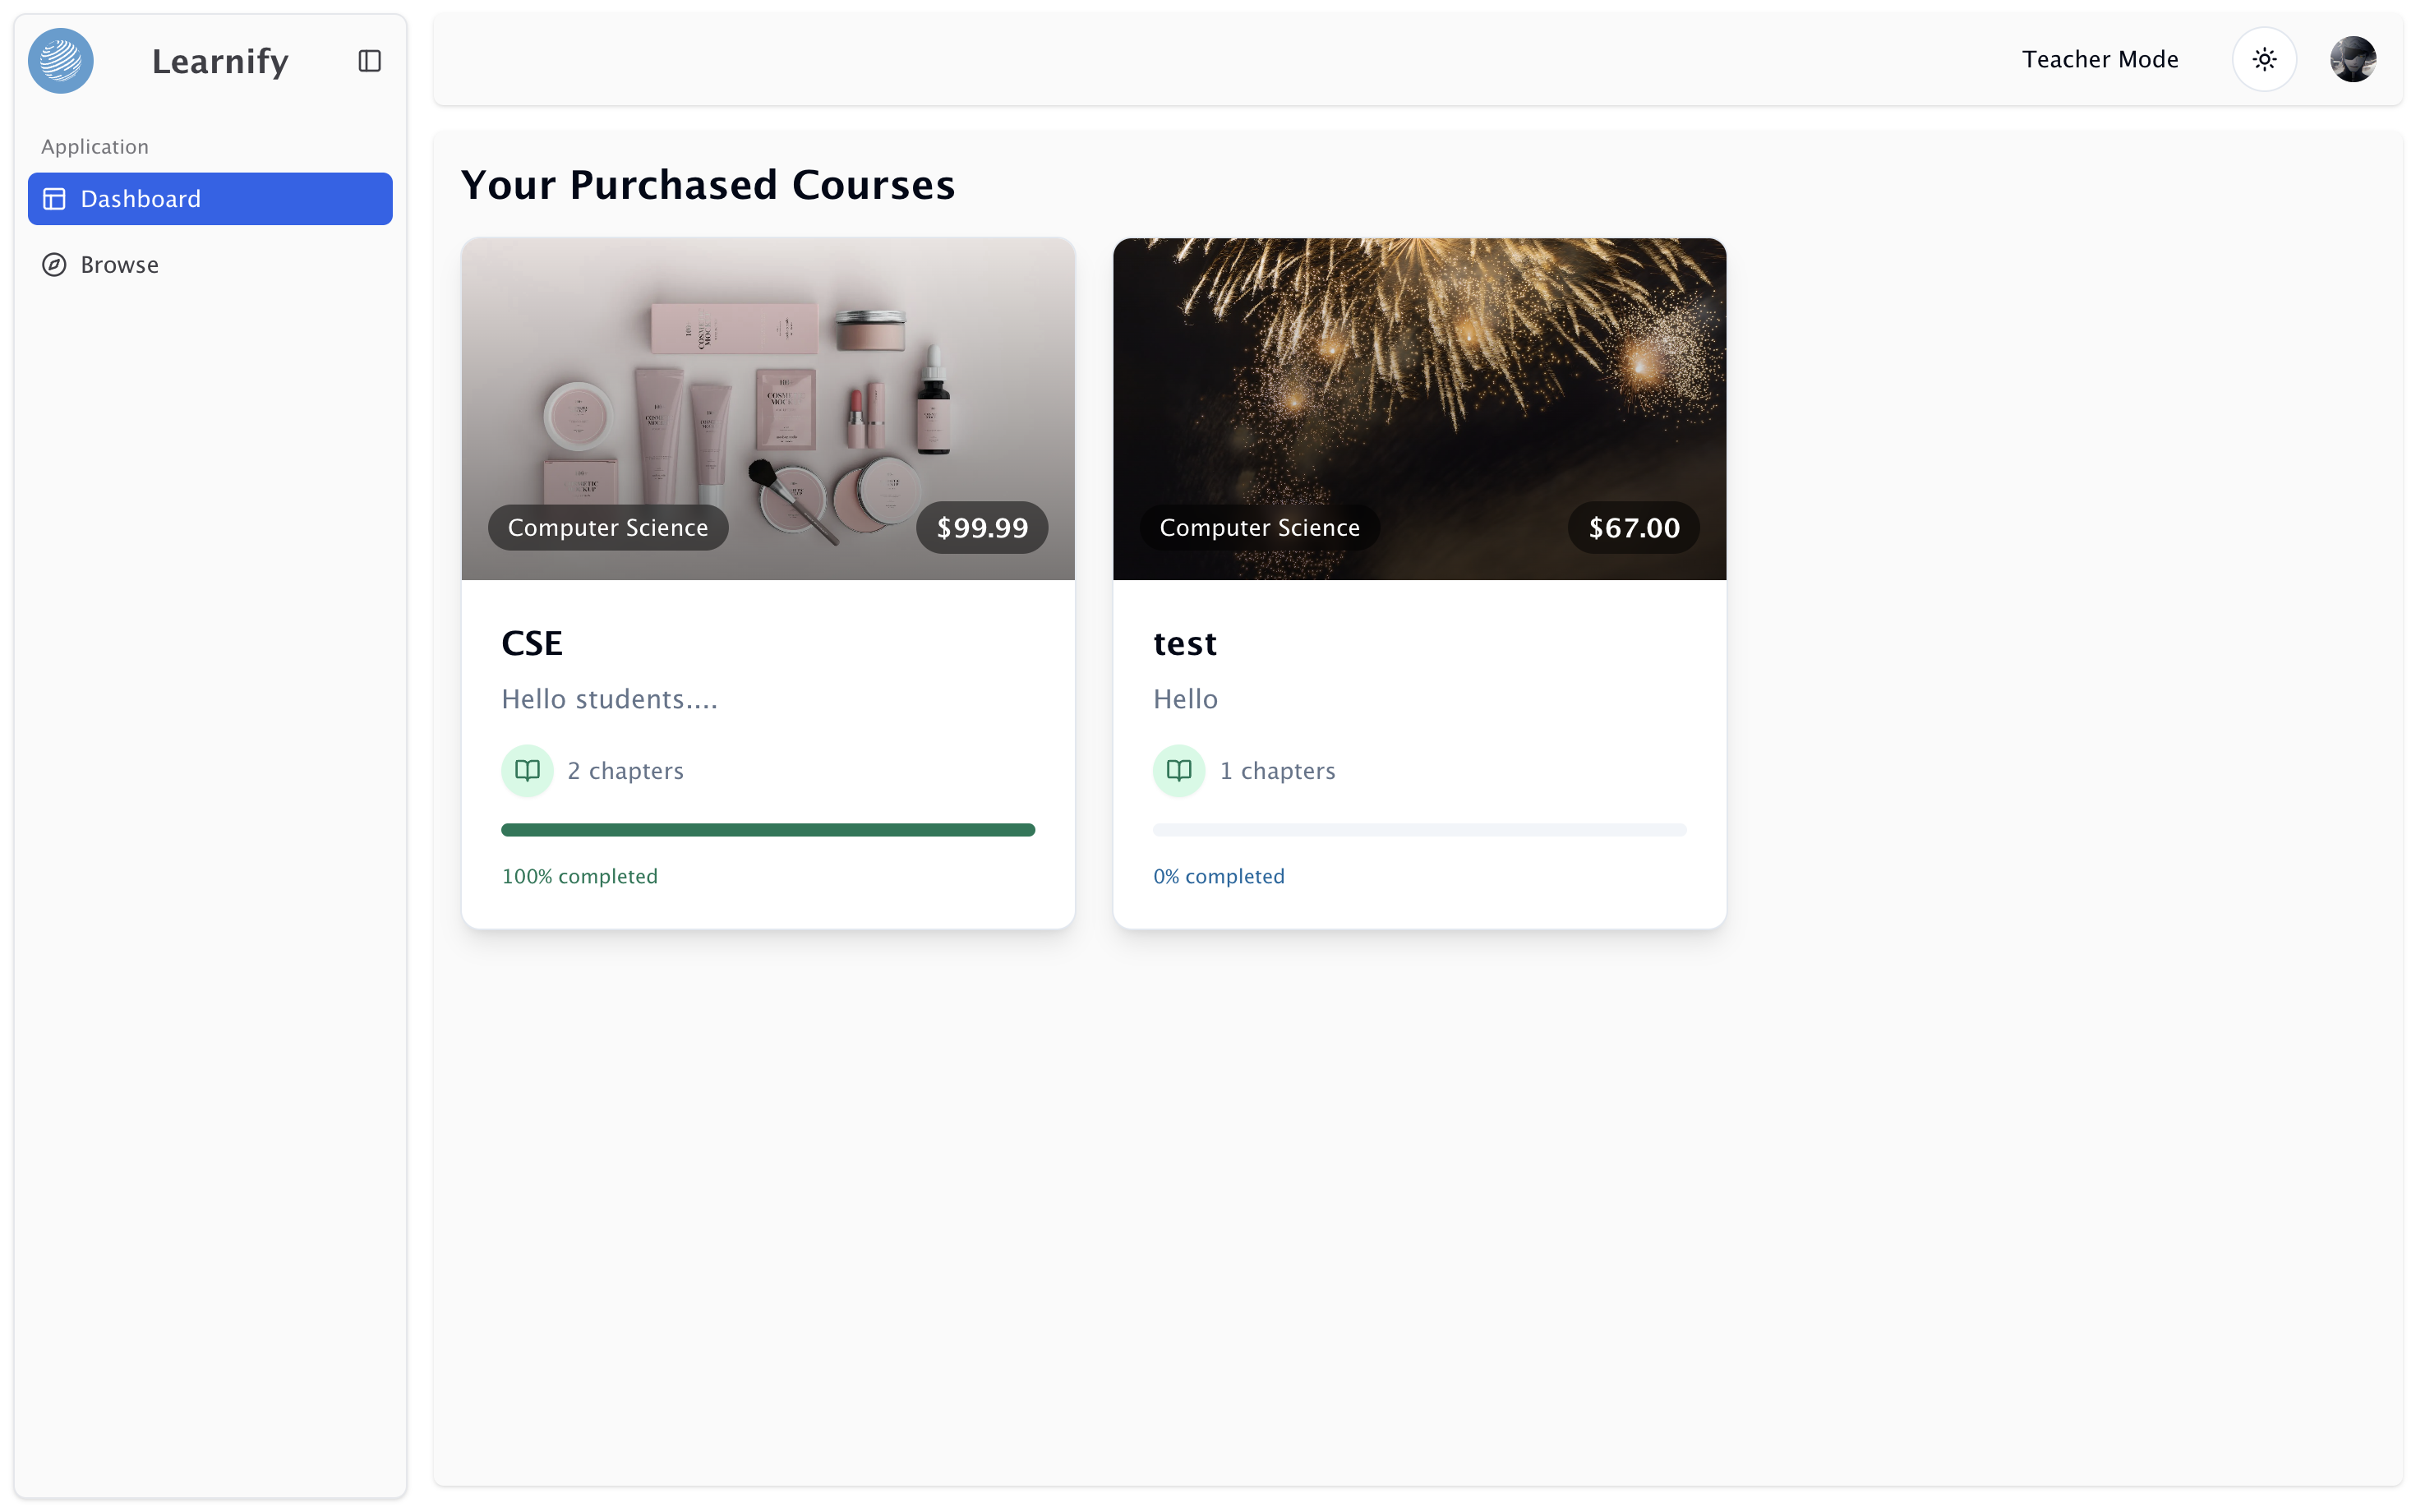 Learnify
Application
Dashboard
Browse
Teacher Mode
Your Purchased Courses
Computer Science
$99.99
CSE
Hello students....
2 chapters
100% completed
Computer Science
$67.00
test
Hello
1 chapters
0% completed